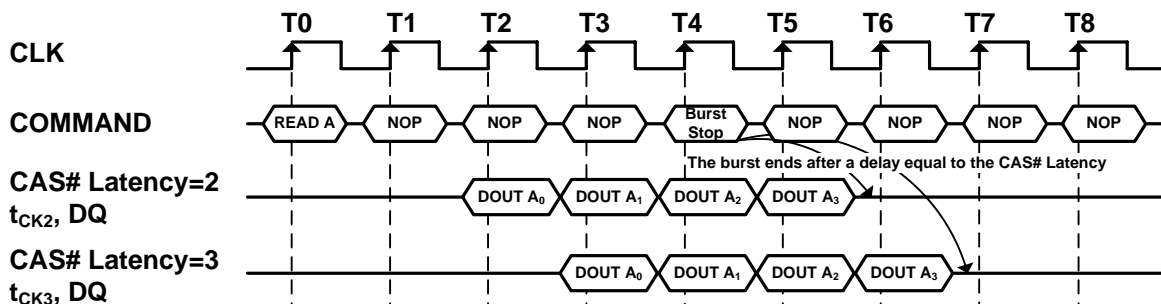 T0 T1 T2 T3 T4 T5 T6 T7 T8
CLK
COMMAND
READ A NOP NOP NOP Burst Stop NOP NOP NOP NOP
The burst ends after a delay equal to the CAS# Latency
CAS# Latency=2
tCK2, DQ
DOUT A0 DOUT A1 DOUT A2 DOUT A3
CAS# Latency=3
tCK3, DQ
DOUT A0 DOUT A1 DOUT A2 DOUT A3